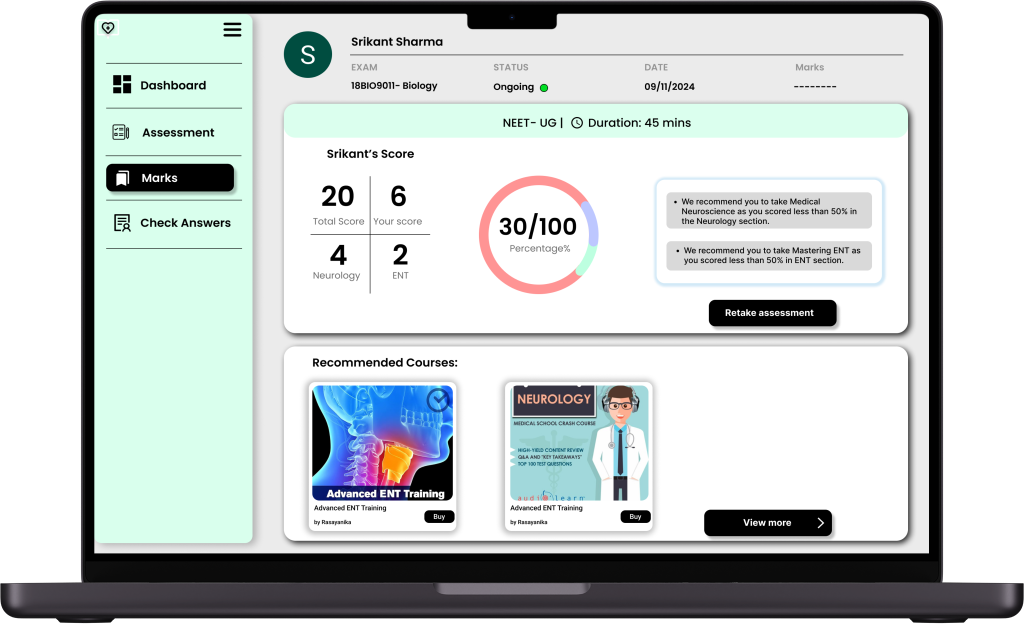 Dashboard
Assessment
Marks
Check Answers
S
Srikant Sharma
EXAM STATUS DATE Marks
18BIO9011- Biology Ongoing 09/11/2024 --------
NEET- UG | Duration: 45 mins
Srikant's Score
20 6
Total Score Your score
4 2
Neurology ENT
30/100
Percentage%
• We recommend you to take Medical
Neuroscience as you scored less than 50% in
the Neurology section.
• We recommend you to take Mastering ENT as
you scored less than 50% in ENT section.
Retake assessment
Recommended Courses:
Advanced ENT Training
Advanced ENT Training
by Rasayanika
Buy
NEUROLOGY
MEDICAL SCHOOL CRASH COURSE
HIGH-YIELD CONTENT REVIEW
Q&A AND "KEY TAKEAWAYS"
TOP 100 TEST QUESTIONS
audiolearn
Advanced ENT Training
by Rasayanika
Buy
View more